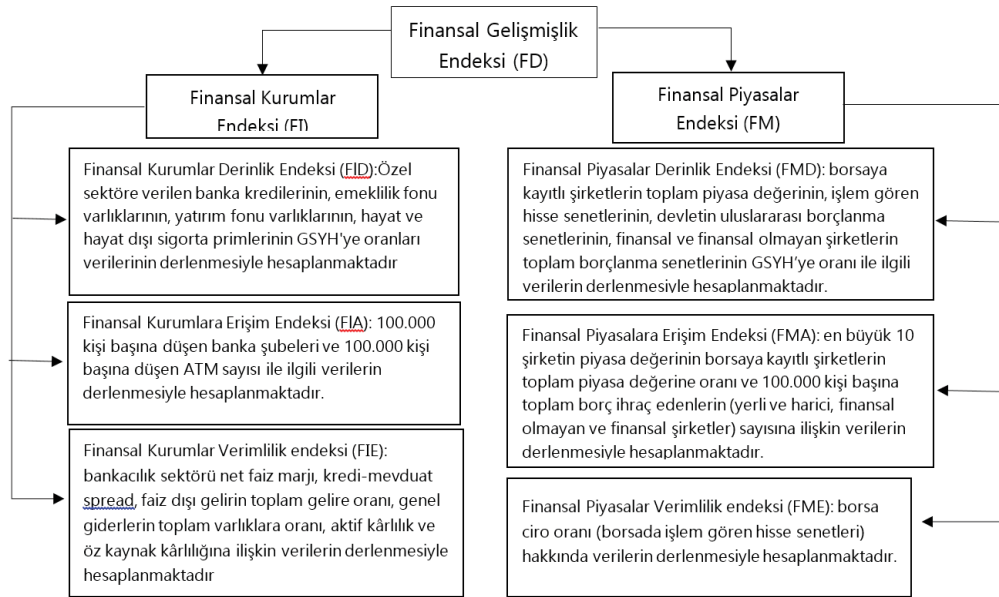 Finansal Gelişmişlik
Endeksi (FD)
Finansal Kurumlar
Endeksi (FI)
Finansal Piyasalar
Endeksi (FM)
Finansal Kurumlar Derinlik Endeksi (FID):Özel
sektöre verilen banka kredilerinin, emeklilik fonu
varlıklarının, yatırım fonu varlıklarının, hayat ve
hayat dışı sigorta primlerinin GSYH'ye oranları
verilerinin derlenmesiyle hesaplanmaktadır
Finansal Kurumlara Erişim Endeksi (FIA): 100.000
kişi başına düşen banka şubeleri ve 100.000 kişi
başına düşen ATM sayısı ile ilgili verilerin
derlenmesiyle hesaplanmaktadır.
Finansal Kurumlar Verimlilik endeksi (FIE):
bankacılık sektörü net faiz marjı, kredi-mevduat
spread, faiz dışı gelirin toplam gelire oranı, genel
giderlerin toplam varlıklara oranı, aktif kârlılık ve
öz kaynak kârlılığına ilişkin verilerin derlenmesiyle
hesaplanmaktadır
Finansal Piyasalar Derinlik Endeksi (FMD): borsaya
kayıtlı şirketlerin toplam piyasa değerinin, işlem gören
hisse senetlerinin, devletin uluslararası borçlanma
senetlerinin, finansal ve finansal olmayan şirketlerin
toplam borçlanma senetlerinin GSYH’ye oranı ile ilgili
verilerin derlenmesiyle hesaplanmaktadır.
Finansal Piyasalara Erişim Endeksi (FMA): en büyük 10
şirketin piyasa değerinin borsaya kayıtlı şirketlerin
toplam piyasa değerine oranı ve 100.000 kişi başına
toplam borç ihraç edenlerin (yerli ve harici, finansal
olmayan ve finansal şirketler) sayısına ilişkin verilerin
derlenmesiyle hesaplanmaktadır.
Finansal Piyasalar Verimlilik endeksi (FME): borsa
ciro oranı (borsada işlem gören hisse senetleri)
hakkında verilerin derlenmesiyle hesaplanmaktadır.